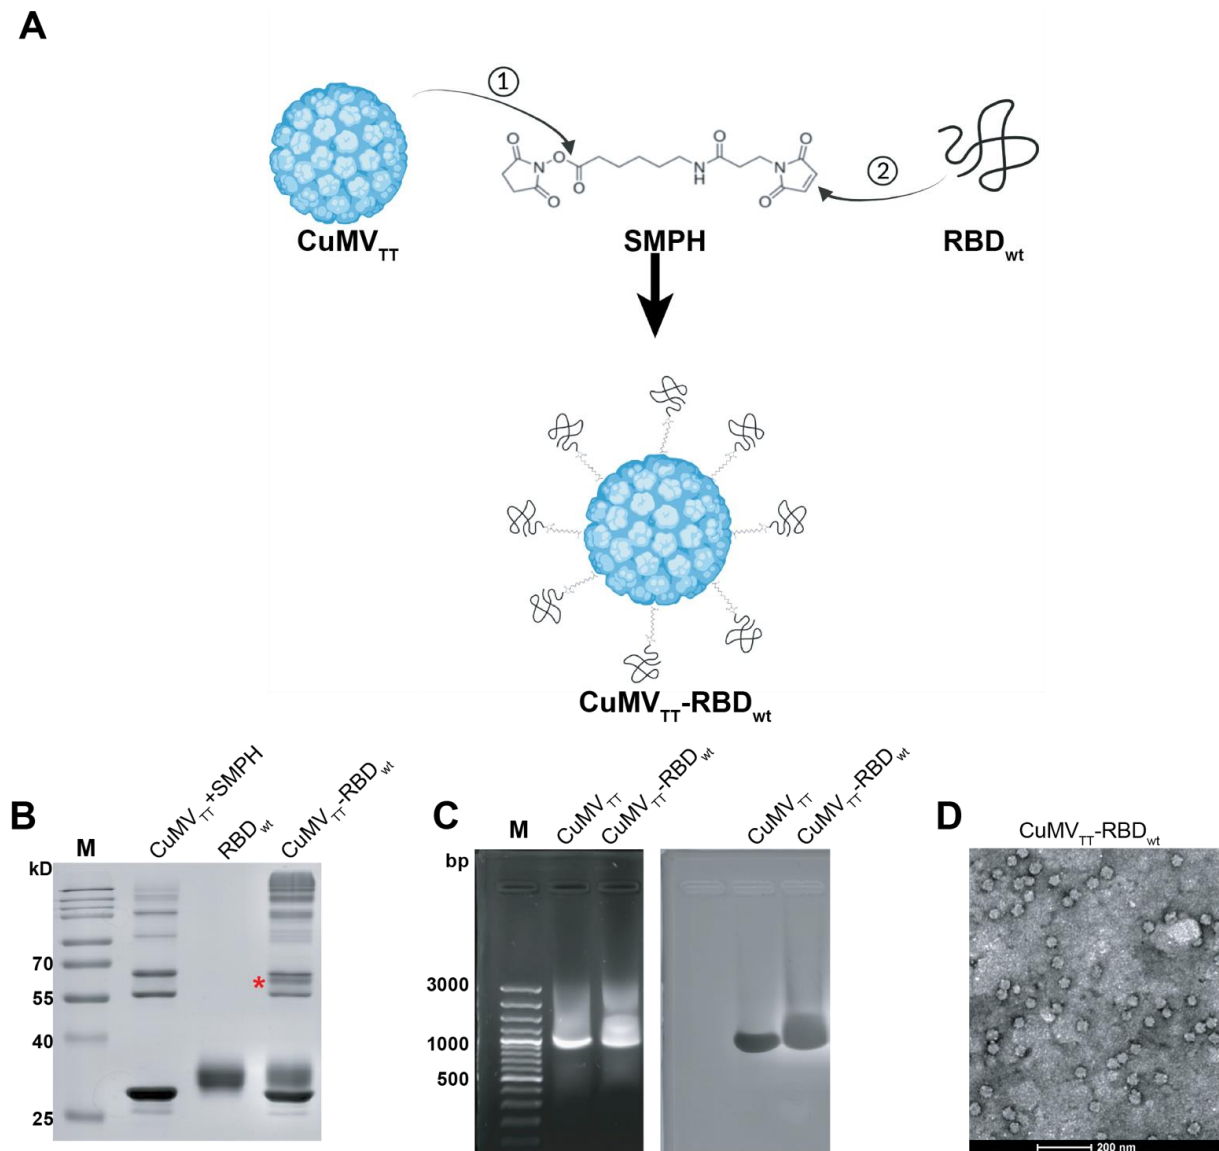 A
1
2
O
N
O
O
O
O
N
H
O
N
O
CuMVTT
SMPH
RBDwt
CuMVTT-RBDwt
B
M
CuMVTT+SMPH
RBDwt
CuMVTT-RBDwt
kD
70
55
40
25
*
C
M
CuMVTT
CuMVTT-RBDwt
CuMVTT
CuMVTT-RBDwt
bp
3000
1000
500
D
CuMVTT-RBDwt
200 nm